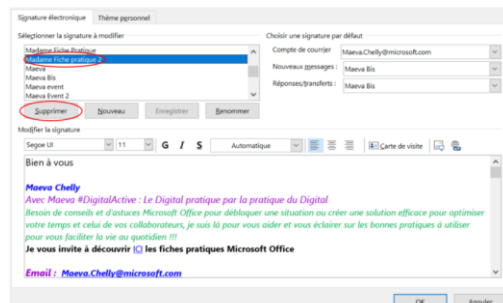 Signature électronique Thème personnel
Sélectionner la signature à modifier
Choisir une signature par défaut
Madame Fiche Pratique
Madame Fiche pratique 2
Maeva
Maeva Bis
Maeva event
Maeva Event 2
Compte de courrier Maeva.Chelly@microsoft.com
Nouveaux messages : Maeva Bis
Réponses/transferts : Maeva Bis
Supprimer Nouveau Enregistrer Renommer
Modifier la signature
Segoe UI 11 G I S Automatique Carte de visite
Bien à vous
Maeva Chelly
Avec Maeva #DigitalActive : Le Digital pratique par la pratique du Digital
Besoin de conseils et d'astuces Microsoft Office pour débloquer une situation ou créer une solution efficace pour optimiser
votre temps et celui de vos collaborateurs, je suis là pour vous aider et vous éclairer sur les bonnes pratiques à utiliser
pour vous faciliter la vie au quotidien !!!
Je vous invite à découvrir ICI les fiches pratiques Microsoft Office
Email : Maeva.Chelly@microsoft.com
OK Annuler